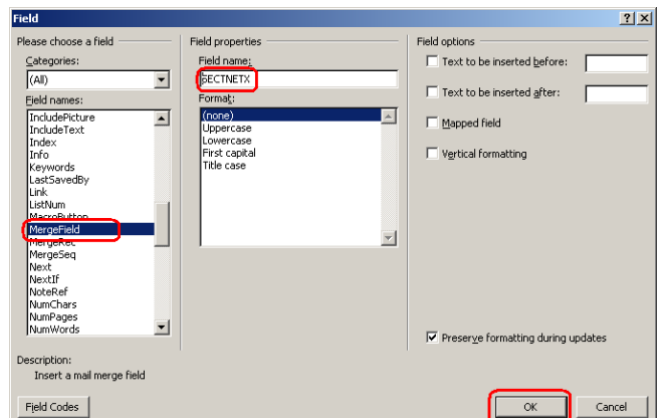 Field
Please choose a field
Categories:
(All)
Field names:
IncludePicture
IncludeText
Index
Info
Keywords
LastSavedBy
Link
ListNum
MacroButton
MergeField
MergeRec
MergeSeq
Next
NextIf
NoteRef
NumChars
NumPages
NumWords
Description:
Insert a mail merge field
Field Codes
Field properties
Field name:
SECTNETX
Format:
(none)
Uppercase
Lowercase
First capital
Title case
Field options
Text to be inserted before:
Text to be inserted after:
Mapped field
Vertical formatting
Preserve formatting during updates
OK
Cancel